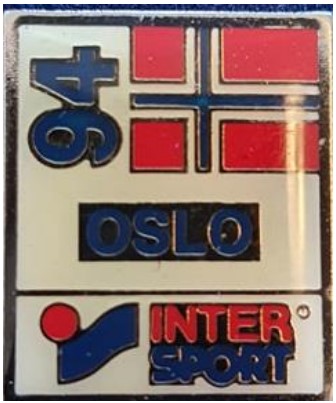 94
OSLO
INTER
SPORT